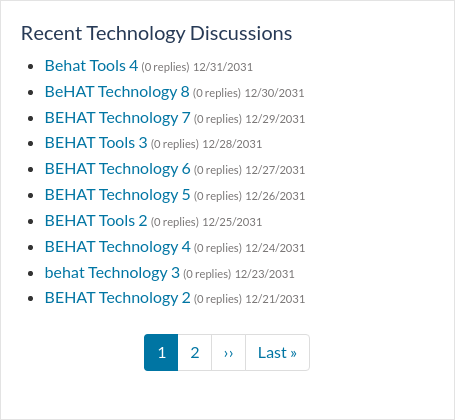 Recent Technology Discussions
Behat Tools 4 (0 replies) 12/31/2031
BeHAT Technology 8 (0 replies) 12/30/2031
BEHAT Technology 7 (0 replies) 12/29/2031
BEHAT Tools 3 (0 replies) 12/28/2031
BEHAT Technology 6 (0 replies) 12/27/2031
BEHAT Technology 5 (0 replies) 12/26/2031
BEHAT Tools 2 (0 replies) 12/25/2031
BEHAT Technology 4 (0 replies) 12/24/2031
behat Technology 3 (0 replies) 12/23/2031
BEHAT Technology 2 (0 replies) 12/21/2031
1 2 ›› Last »